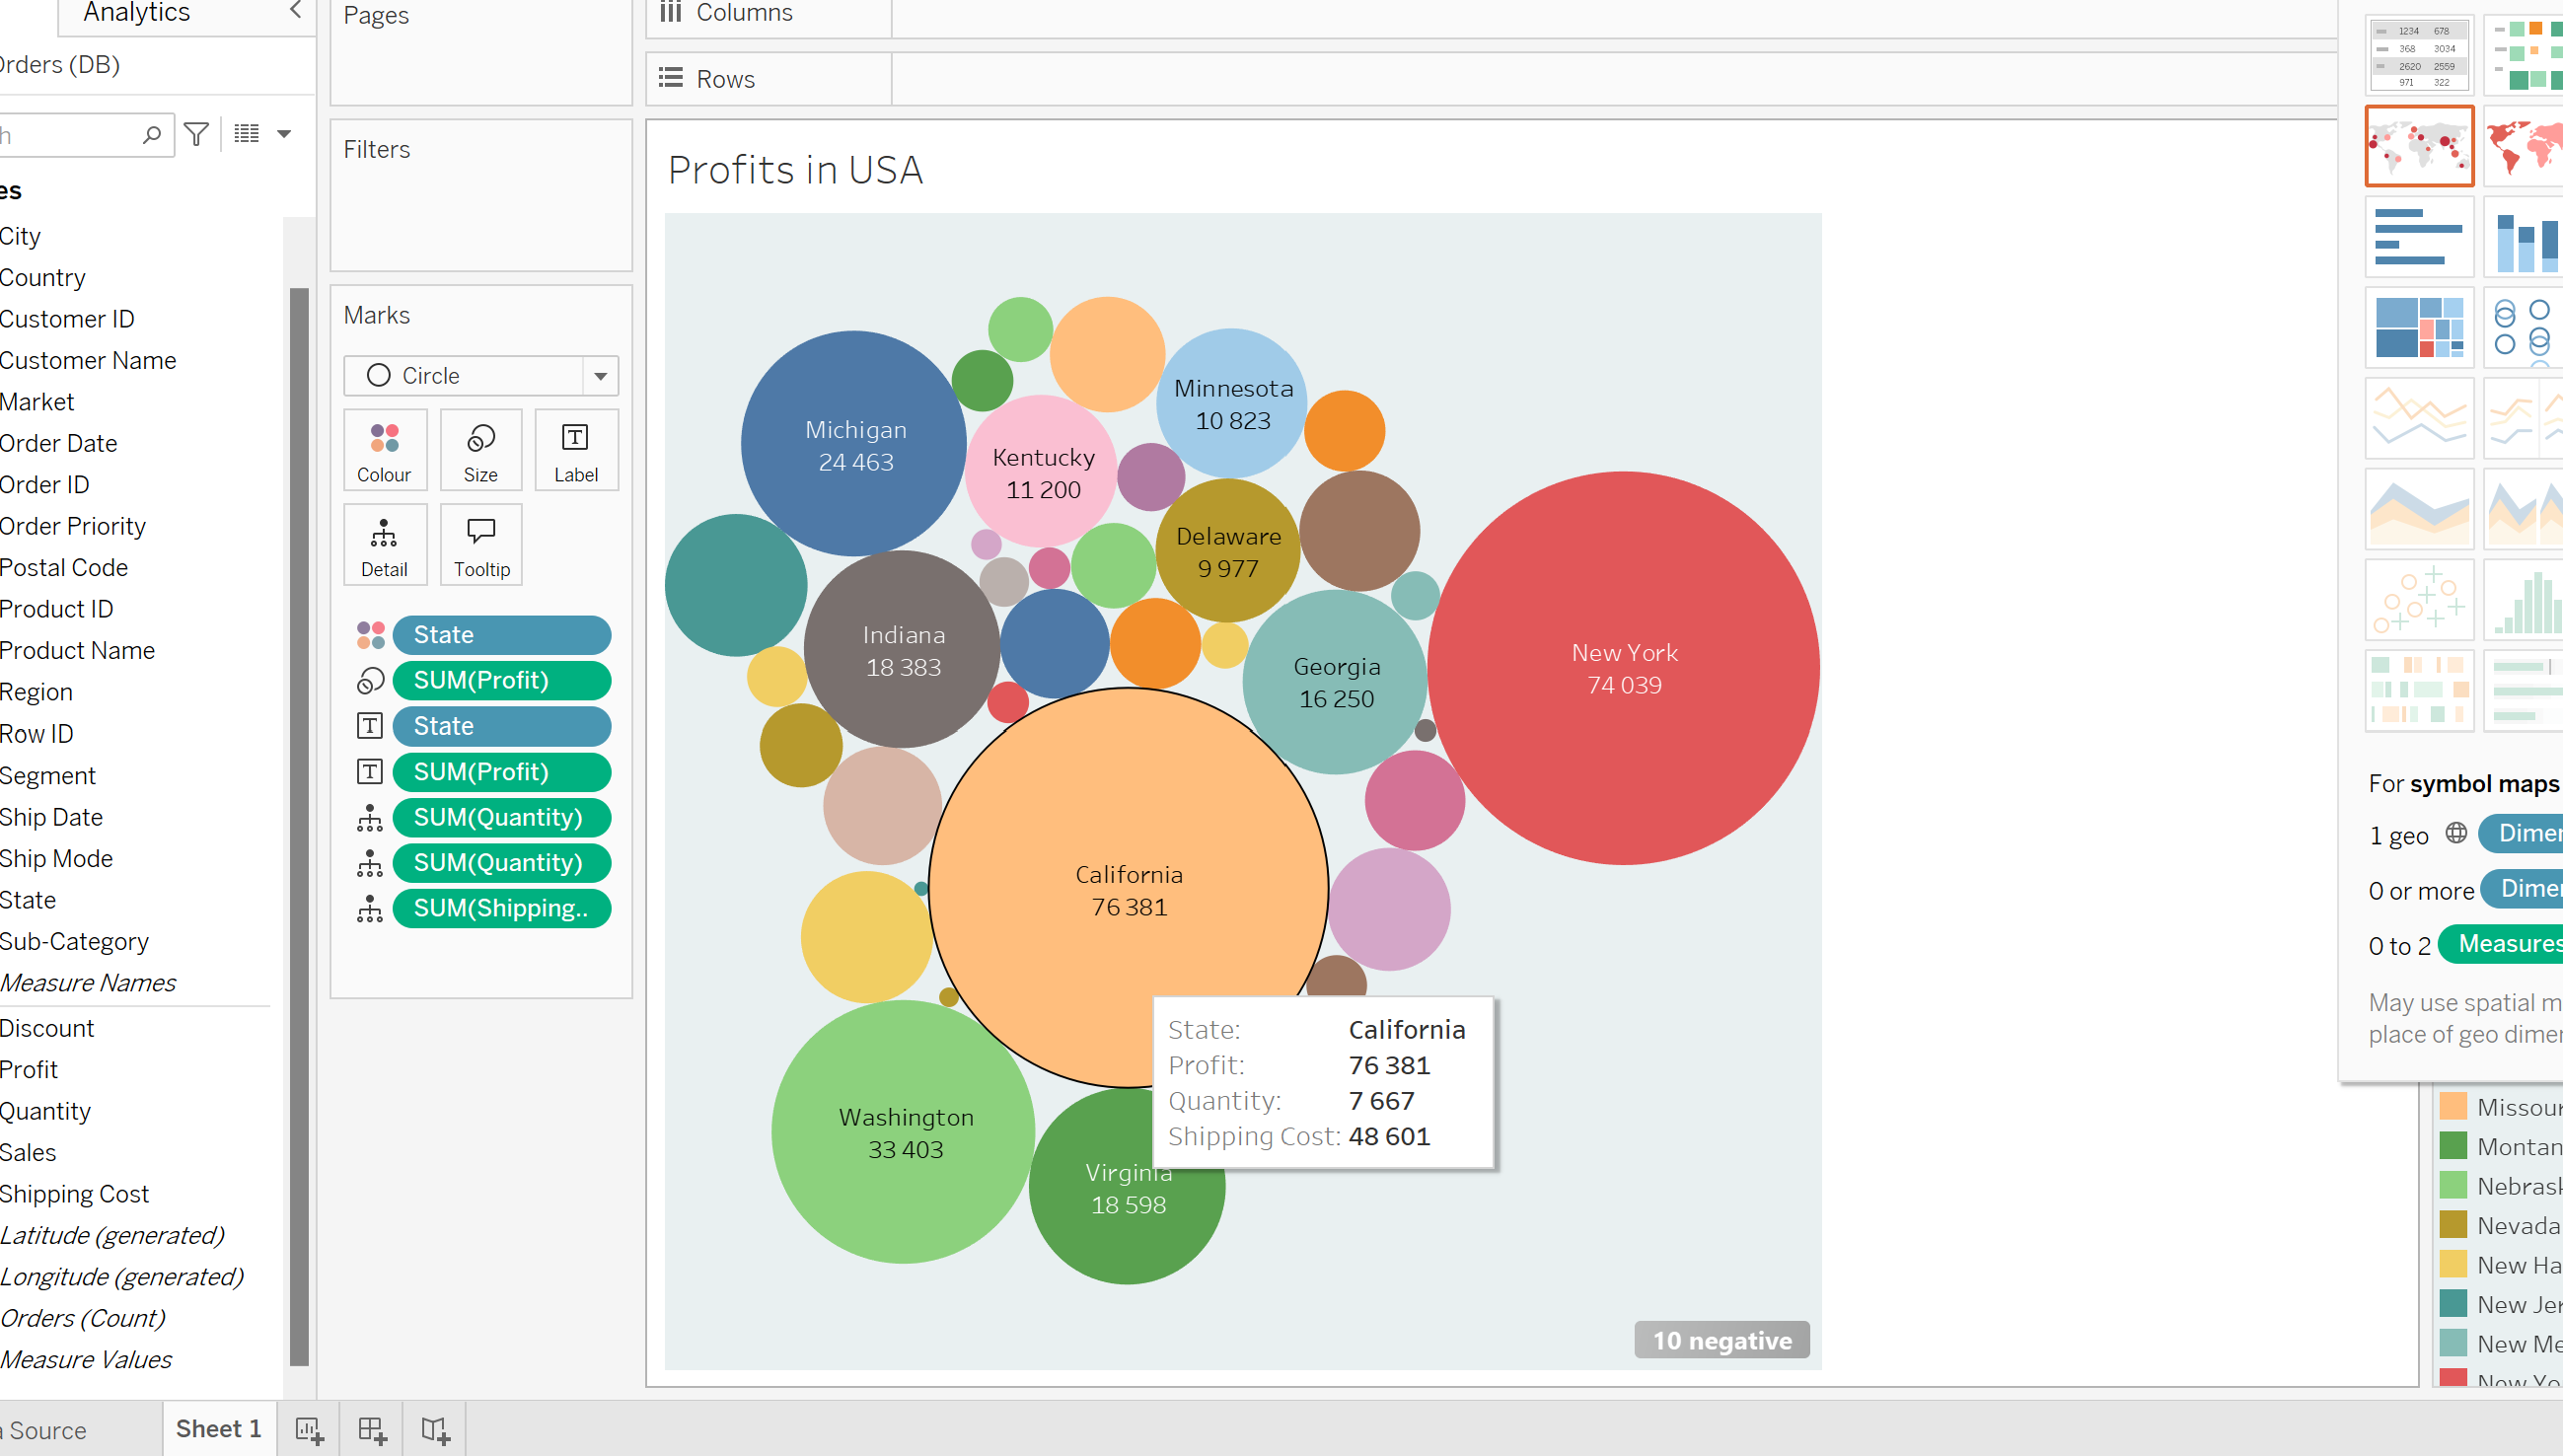 Analytics
Orders (DB)
City
Country
Customer ID
Customer Name
Market
Order Date
Order ID
Order Priority
Postal Code
Product ID
Product Name
Region
Row ID
Segment
Ship Date
Ship Mode
State
Sub-Category
Measure Names
Discount
Profit
Quantity
Sales
Shipping Cost
Latitude (generated)
Longitude (generated)
Orders (Count)
Measure Values
Pages
Filters
Marks
Circle
Colour
Size
Label
Detail
Tooltip
State
SUM(Profit)
State
SUM(Profit)
SUM(Quantity)
SUM(Quantity)
SUM(Shipping..
Columns
Rows
Profits in USA
Michigan
24 463
Kentucky
11 200
Minnesota
10 823
Delaware
9 977
Indiana
18 383
Georgia
16 250
New York
74 039
California
76 381
Washington
33 403
Virginia
18 598
State: California
Profit: 76 381
Quantity: 7 667
Shipping Cost: 48 601
10 negative
1234 678
368 3034
2620 2559
971 322
For symbol maps
1 geo Dimen
0 or more Dimen
0 to 2 Measures
May use spatial m
place of geo dimen
Missour
Montan
Nebrask
Nevada
New Ha
New Jer
New Me
New Yo
Source
Sheet 1